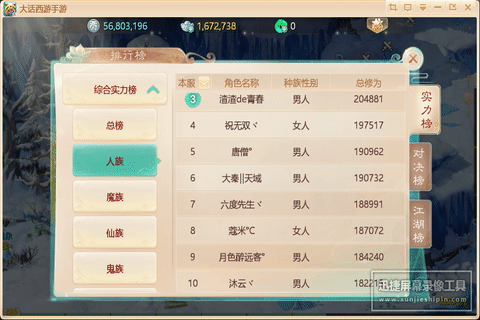 大话西游手游
56,803,196 1,672,738 0
排行榜
综合实力榜
总榜
人族
魔族
仙族
鬼族
本服 角色名称 种族性别 总修为
3 渣渣de青春 男人 204881
4 祝无双 女人 197517
5 唐僧° 男人 190962
6 大秦||天域 男人 190732
7 六度先生 男人 188991
8 蔻米°C 女人 187072
9 月色醉远客° 男人 184240
10 沐云 男人
实力榜
对决榜
江湖榜
迅捷屏幕录像工具
www.xunjieshipin.com